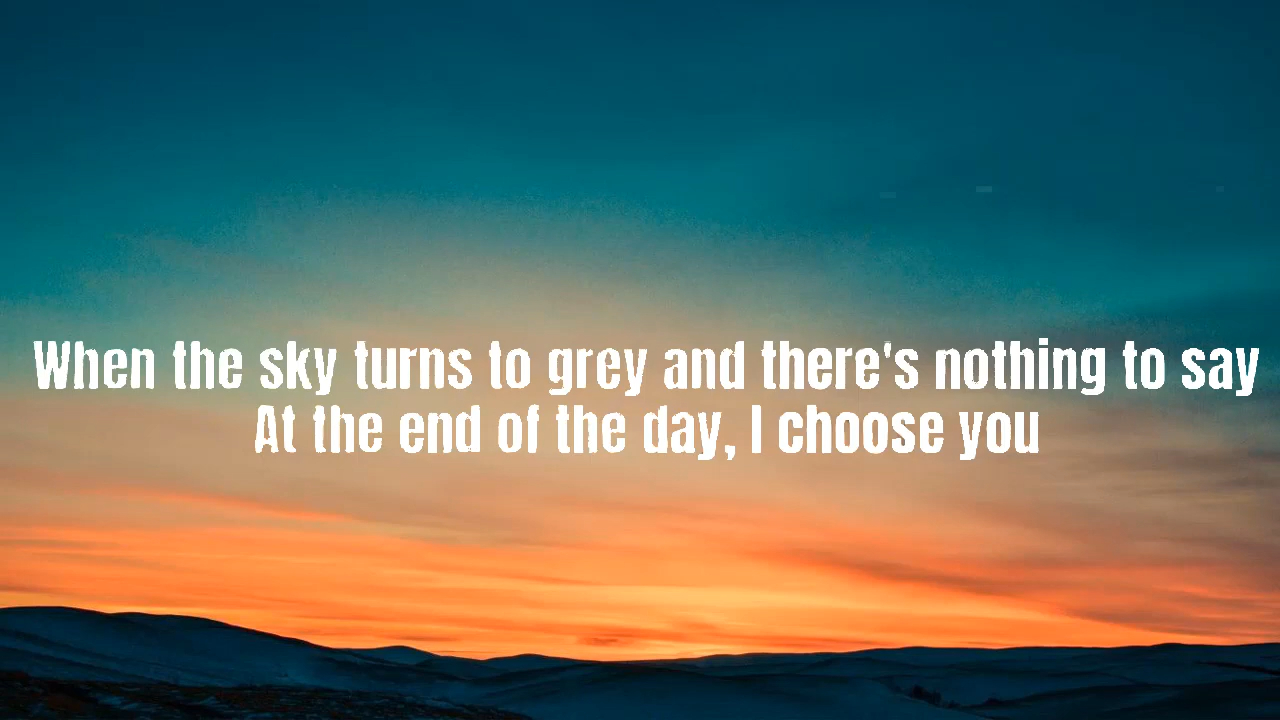 When the sky turns to grey and there's nothing to say
At the end of the day, I choose you